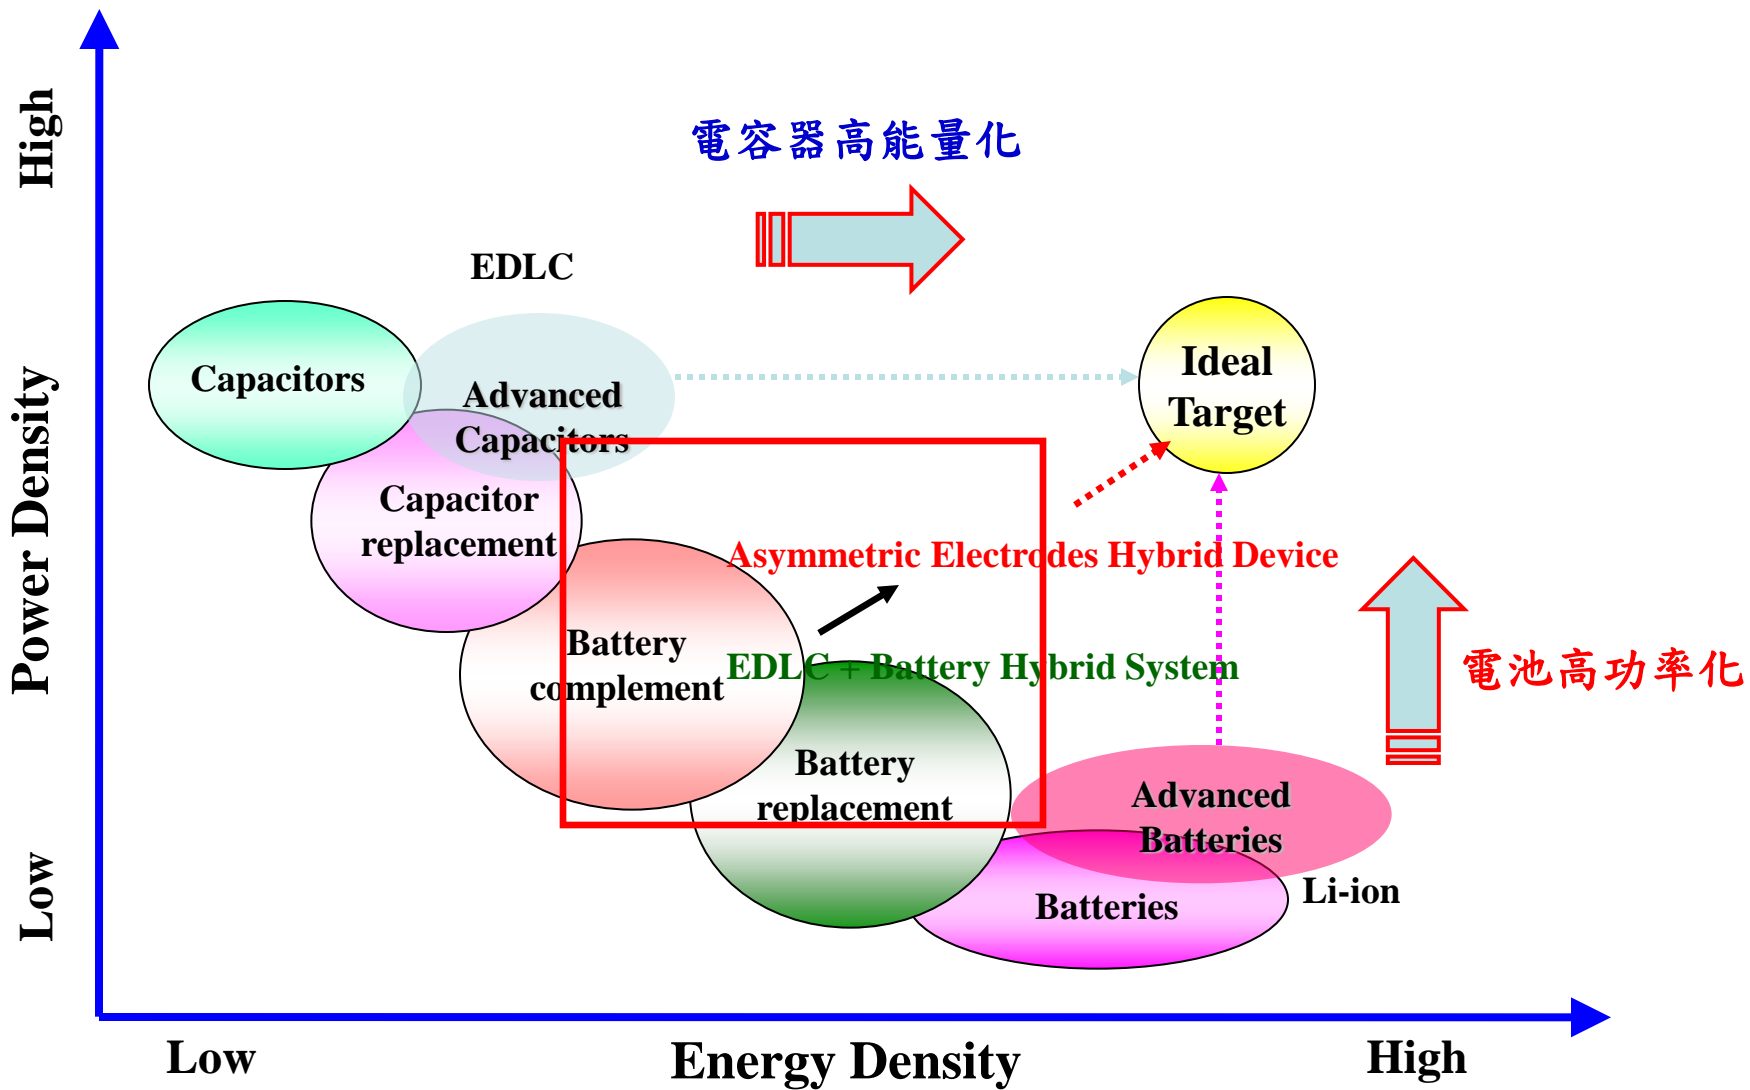 High
電容器高能量化
EDLC
Capacitors
Advanced
Capacitors
Ideal
Target
Power Density
Capacitor
replacement
Asymmetric Electrodes Hybrid Device
Battery
complement
EDLC + Battery Hybrid System
電池高功率化
Battery
replacement
Advanced
Batteries
Li-ion
Batteries
Low
Low
Energy Density
High